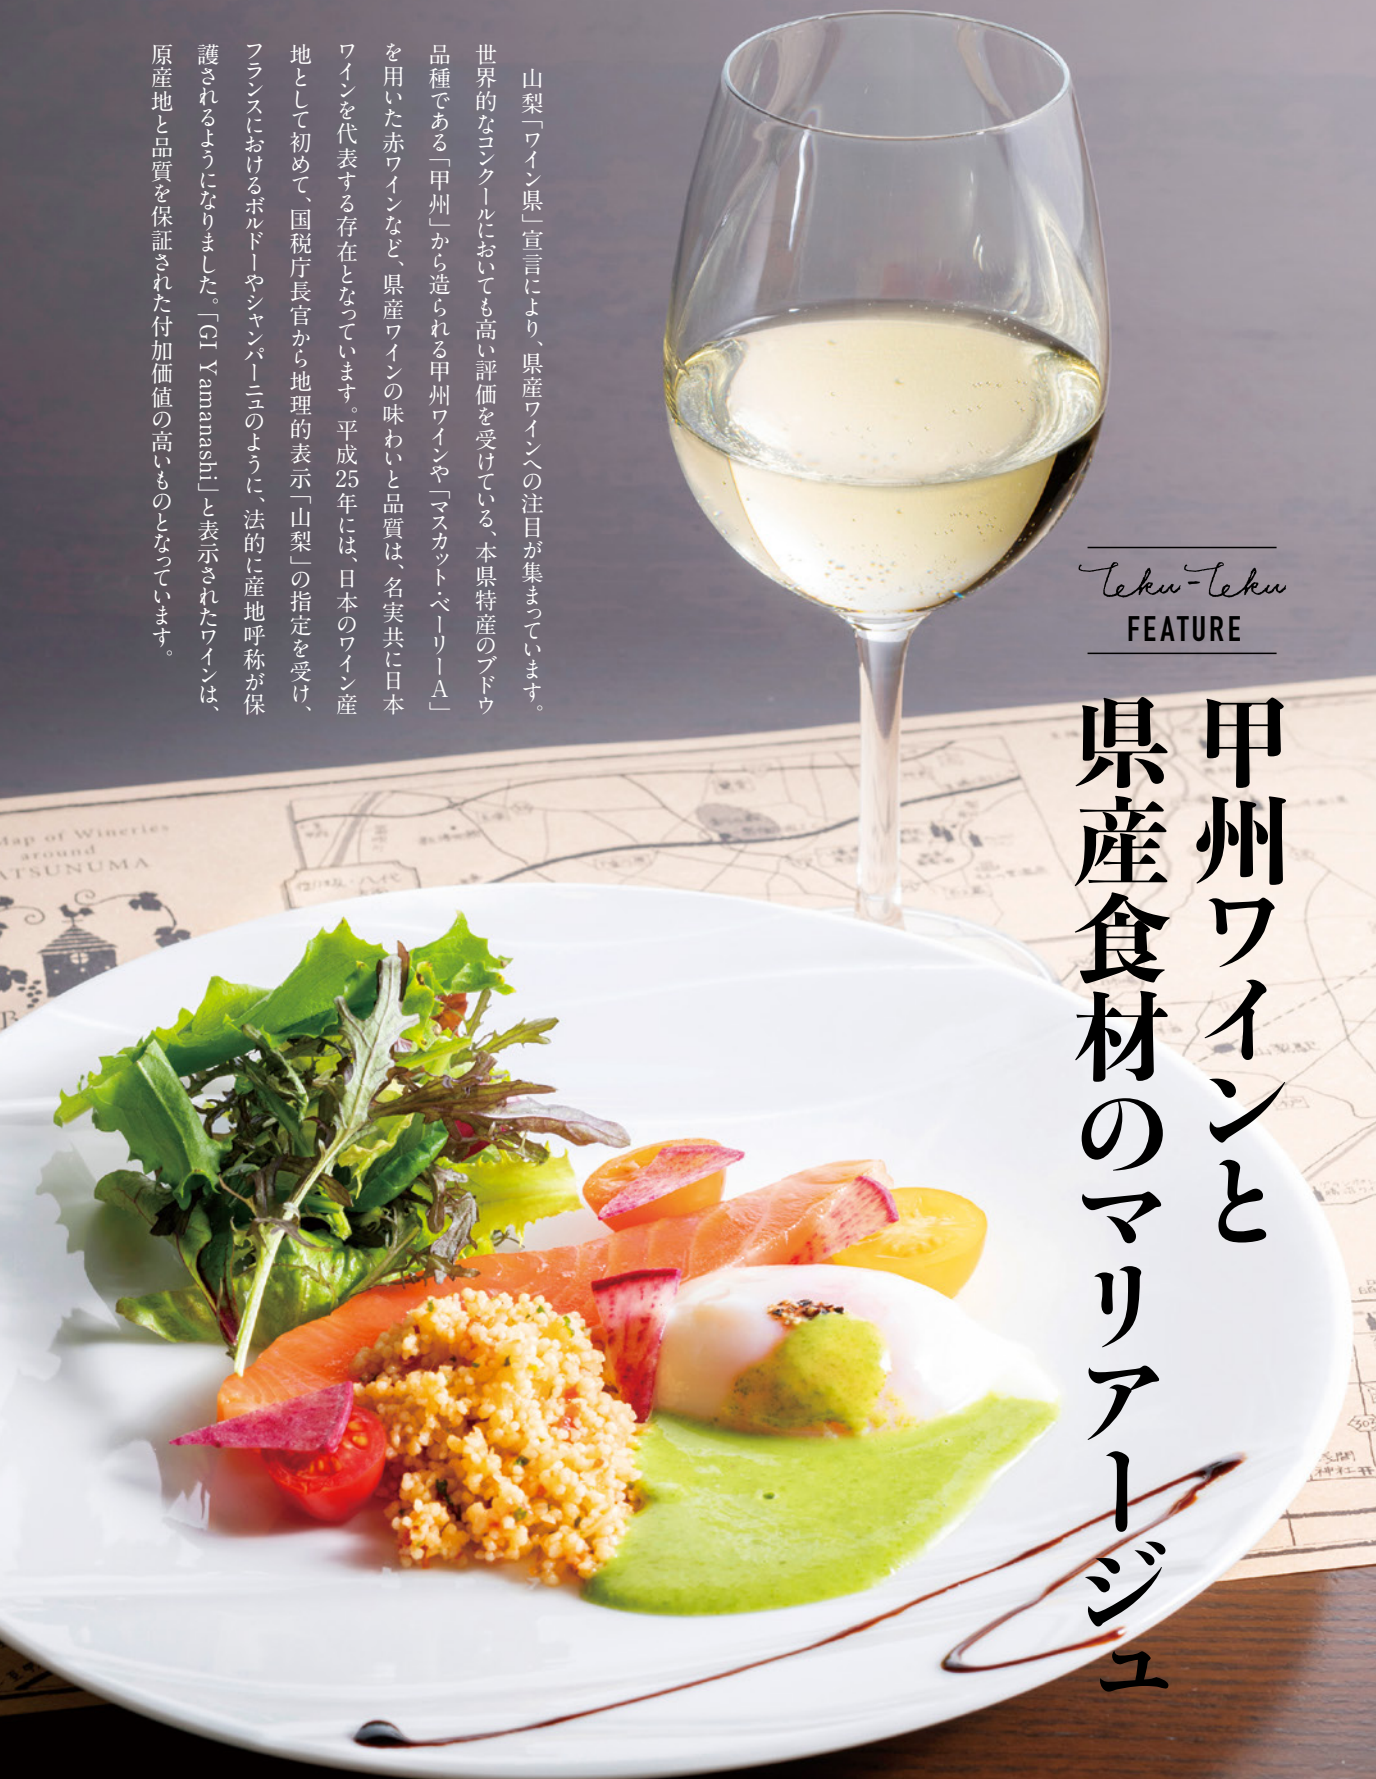 Teku-Teku
FEATURE
甲州ワインと
県産食材のマリアージュ
山梨「ワイン県」宣言により、県産ワインへの注目が集まっています。
世界的なコンクールにおいても高い評価を受けている、本県特産のブドウ
品種である「甲州」から造られる甲州ワインや「マスカット・ベーリーA」
を用いた赤ワインなど、県産ワインの味わいと品質は、名実共に日本
ワインを代表する存在となっています。平成25年には、日本のワイン産
地として初めて、国税庁長官から地理的表示「山梨」の指定を受け、
フランスにおけるボルドーやシャンパーニュのように、法的に産地呼称が保
護されるようになりました。「GI Yamanashi」と表示されたワインは、
原産地と品質を保証された付加価値の高いものとなっています。
Map of Wineries
around
ATSUNUMA